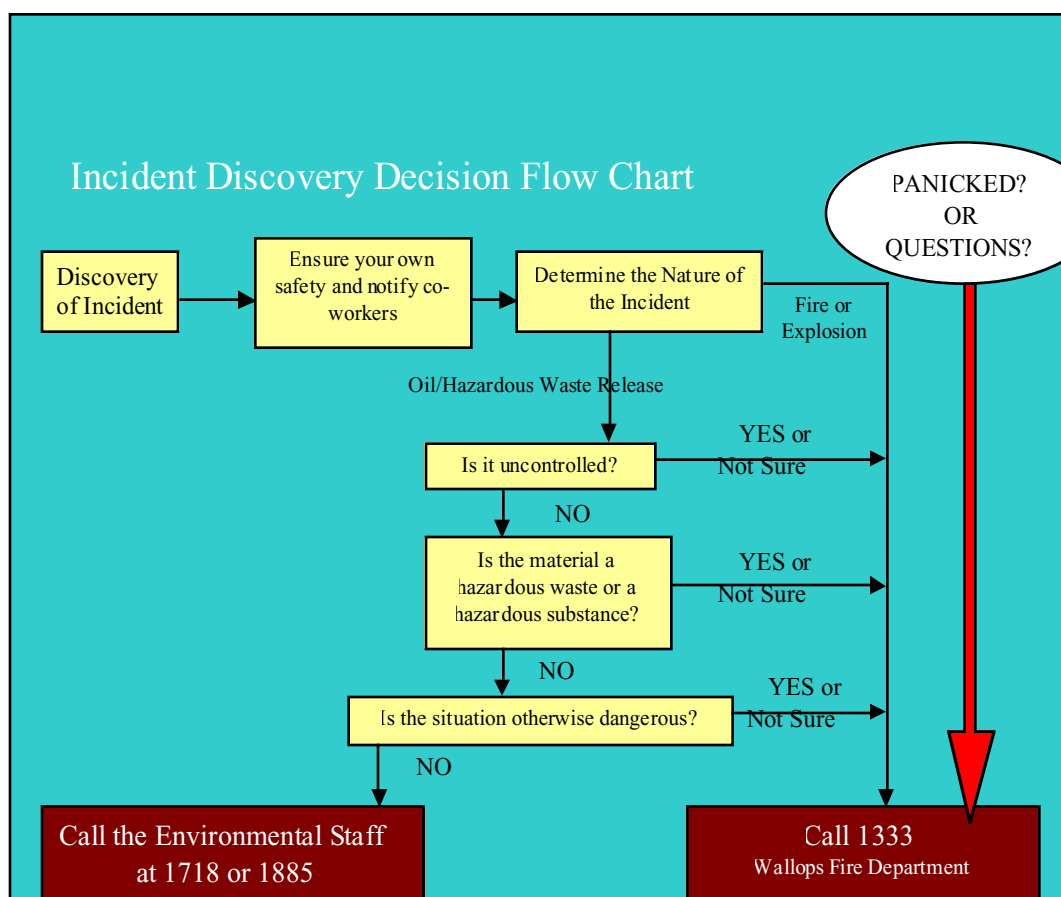 Incident Discovery Decision Flow Chart
PANICKED?
OR
QUESTIONS?
Discovery
of Incident
Ensure your own
safety and notify co-
workers
Determine the Nature of
the Incident
Fire or
Explosion
Oil/Hazardous Waste Release
Is it uncontrolled?
YES or
Not Sure
NO
Is the material a
hazardous waste or a
hazardous substance?
YES or
Not Sure
NO
Is the situation otherwise dangerous?
YES or
Not Sure
NO
Call the Environmental Staff
at 1718 or 1885
Call 1333
Wallops Fire Department